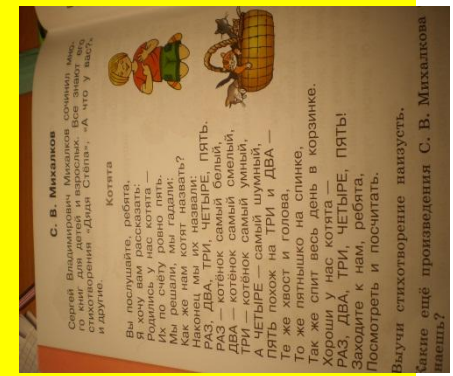 С. В. Михалков
Сергей Владимирович Михалков сочинил мно-
го книг для детей и взрослых. Все знают его
стихотворения «Дядя Стёпа», «А что у вас?»
и другие.
Котята
Вы послушайте, ребята,
Я хочу вам рассказать:
Родились у нас котята —
Их по счёту ровно пять.
Мы решали, мы гадали:
Как же нам котят назвать?
Наконец мы их назвали:
РАЗ, ДВА, ТРИ, ЧЕТЫРЕ, ПЯТЬ.
РАЗ — котёнок самый белый,
ДВА — котёнок самый смелый,
ТРИ — котёнок самый умный,
А ЧЕТЫРЕ — самый шумный,
ПЯТЬ похож на ТРИ и ДВА —
Те же хвост и голова,
То же пятнышко на спинке,
Так же спит весь день в корзинке.
Хороши у нас котята —
РАЗ, ДВА, ТРИ, ЧЕТЫРЕ, ПЯТЬ!
Заходите к нам, ребята,
Посмотреть и посчитать.
Выучи стихотворение наизусть.
Какие ещё произведения С. В. Михалкова
наешь?